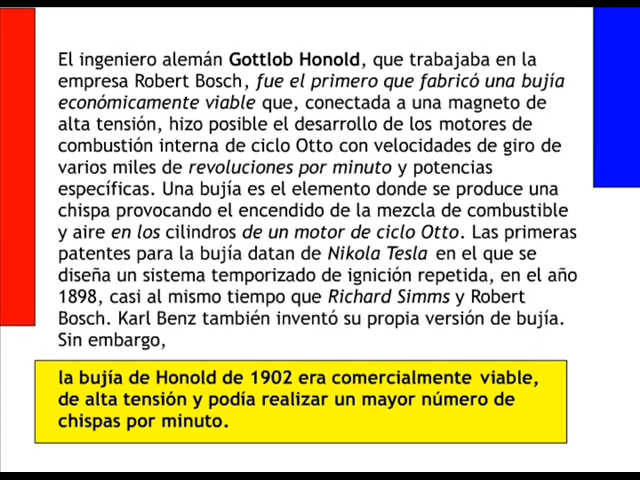 El ingeniero alemán Gottlob Honold, que trabajaba en la
empresa Robert Bosch, fue el primero que fabricó una bujía
económicamente viable que, conectada a una magneto de
alta tensión, hizo posible el desarrollo de los motores de
combustión interna de ciclo Otto con velocidades de giro de
varios miles de revoluciones por minuto y potencias
específicas. Una bujía es el elemento donde se produce una
chispa provocando el encendido de la mezcla de combustible
y aire en los cilindros de un motor de ciclo Otto. Las primeras
patentes para la bujía datan de Nikola Tesla en el que se
diseña un sistema temporizado de ignición repetida, en el año
1898, casi al mismo tiempo que Richard Simms y Robert
Bosch. Karl Benz también inventó su propia versión de bujía.
Sin embargo,
la bujía de Honold de 1902 era comercialmente viable,
de alta tensión y podía realizar un mayor número de
chispas por minuto.